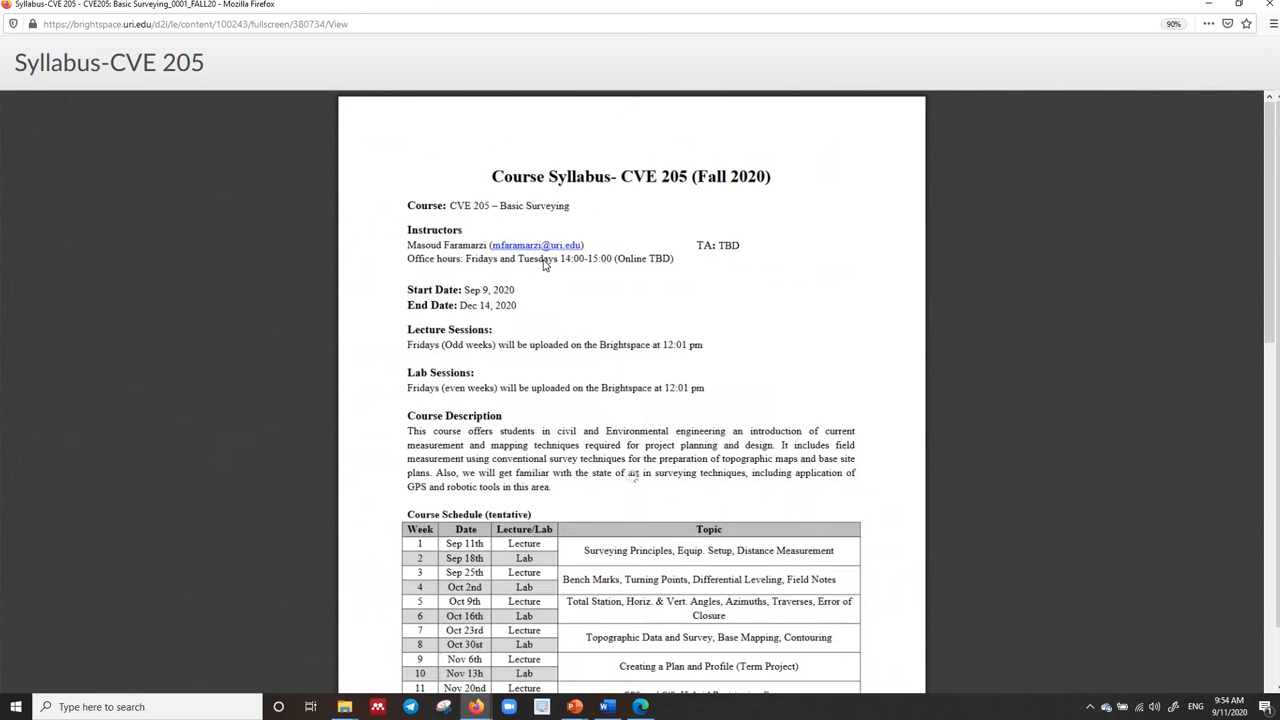 Syllabus-CVE 205 - CVE205: Basic Surveying_0001_FALL20 - Mozilla Firefox
https://brightspace.uri.edu/d2l/le/content/100243/fullscreen/380734/View
90%
Syllabus-CVE 205
Course Syllabus- CVE 205 (Fall 2020)
Course: CVE 205 – Basic Surveying
Instructors
Masoud Faramarzi (mfaramarzi@uri.edu) TA: TBD
Office hours: Fridays and Tuesdays 14:00-15:00 (Online TBD)
Start Date: Sep 9, 2020
End Date: Dec 14, 2020
Lecture Sessions:
Fridays (Odd weeks) will be uploaded on the Brightspace at 12:01 pm
Lab Sessions:
Fridays (even weeks) will be uploaded on the Brightspace at 12:01 pm
Course Description
This course offers students in civil and Environmental engineering an introduction of current
measurement and mapping techniques required for project planning and design. It includes field
measurement using conventional survey techniques for the preparation of topographic maps and base site
plans. Also, we will get familiar with the state of art in surveying techniques, including application of
GPS and robotic tools in this area.
Course Schedule (tentative)
Week Date Lecture/Lab Topic
1 Sep 11th Lecture Surveying Principles, Equip. Setup, Distance Measurement
2 Sep 18th Lab
3 Sep 25th Lecture Bench Marks, Turning Points, Differential Leveling, Field Notes
4 Oct 2nd Lab
5 Oct 9th Lecture Total Station, Horiz. & Vert. Angles, Azimuths, Traverses, Error of
6 Oct 16th Lab Closure
7 Oct 23rd Lecture Topographic Data and Survey, Base Mapping, Contouring
8 Oct 30st Lab
9 Nov 6th Lecture Creating a Plan and Profile (Term Project)
10 Nov 13h Lab
11 Nov 20nd Lecture
Type here to search
ENG
9:54 AM
9/11/2020